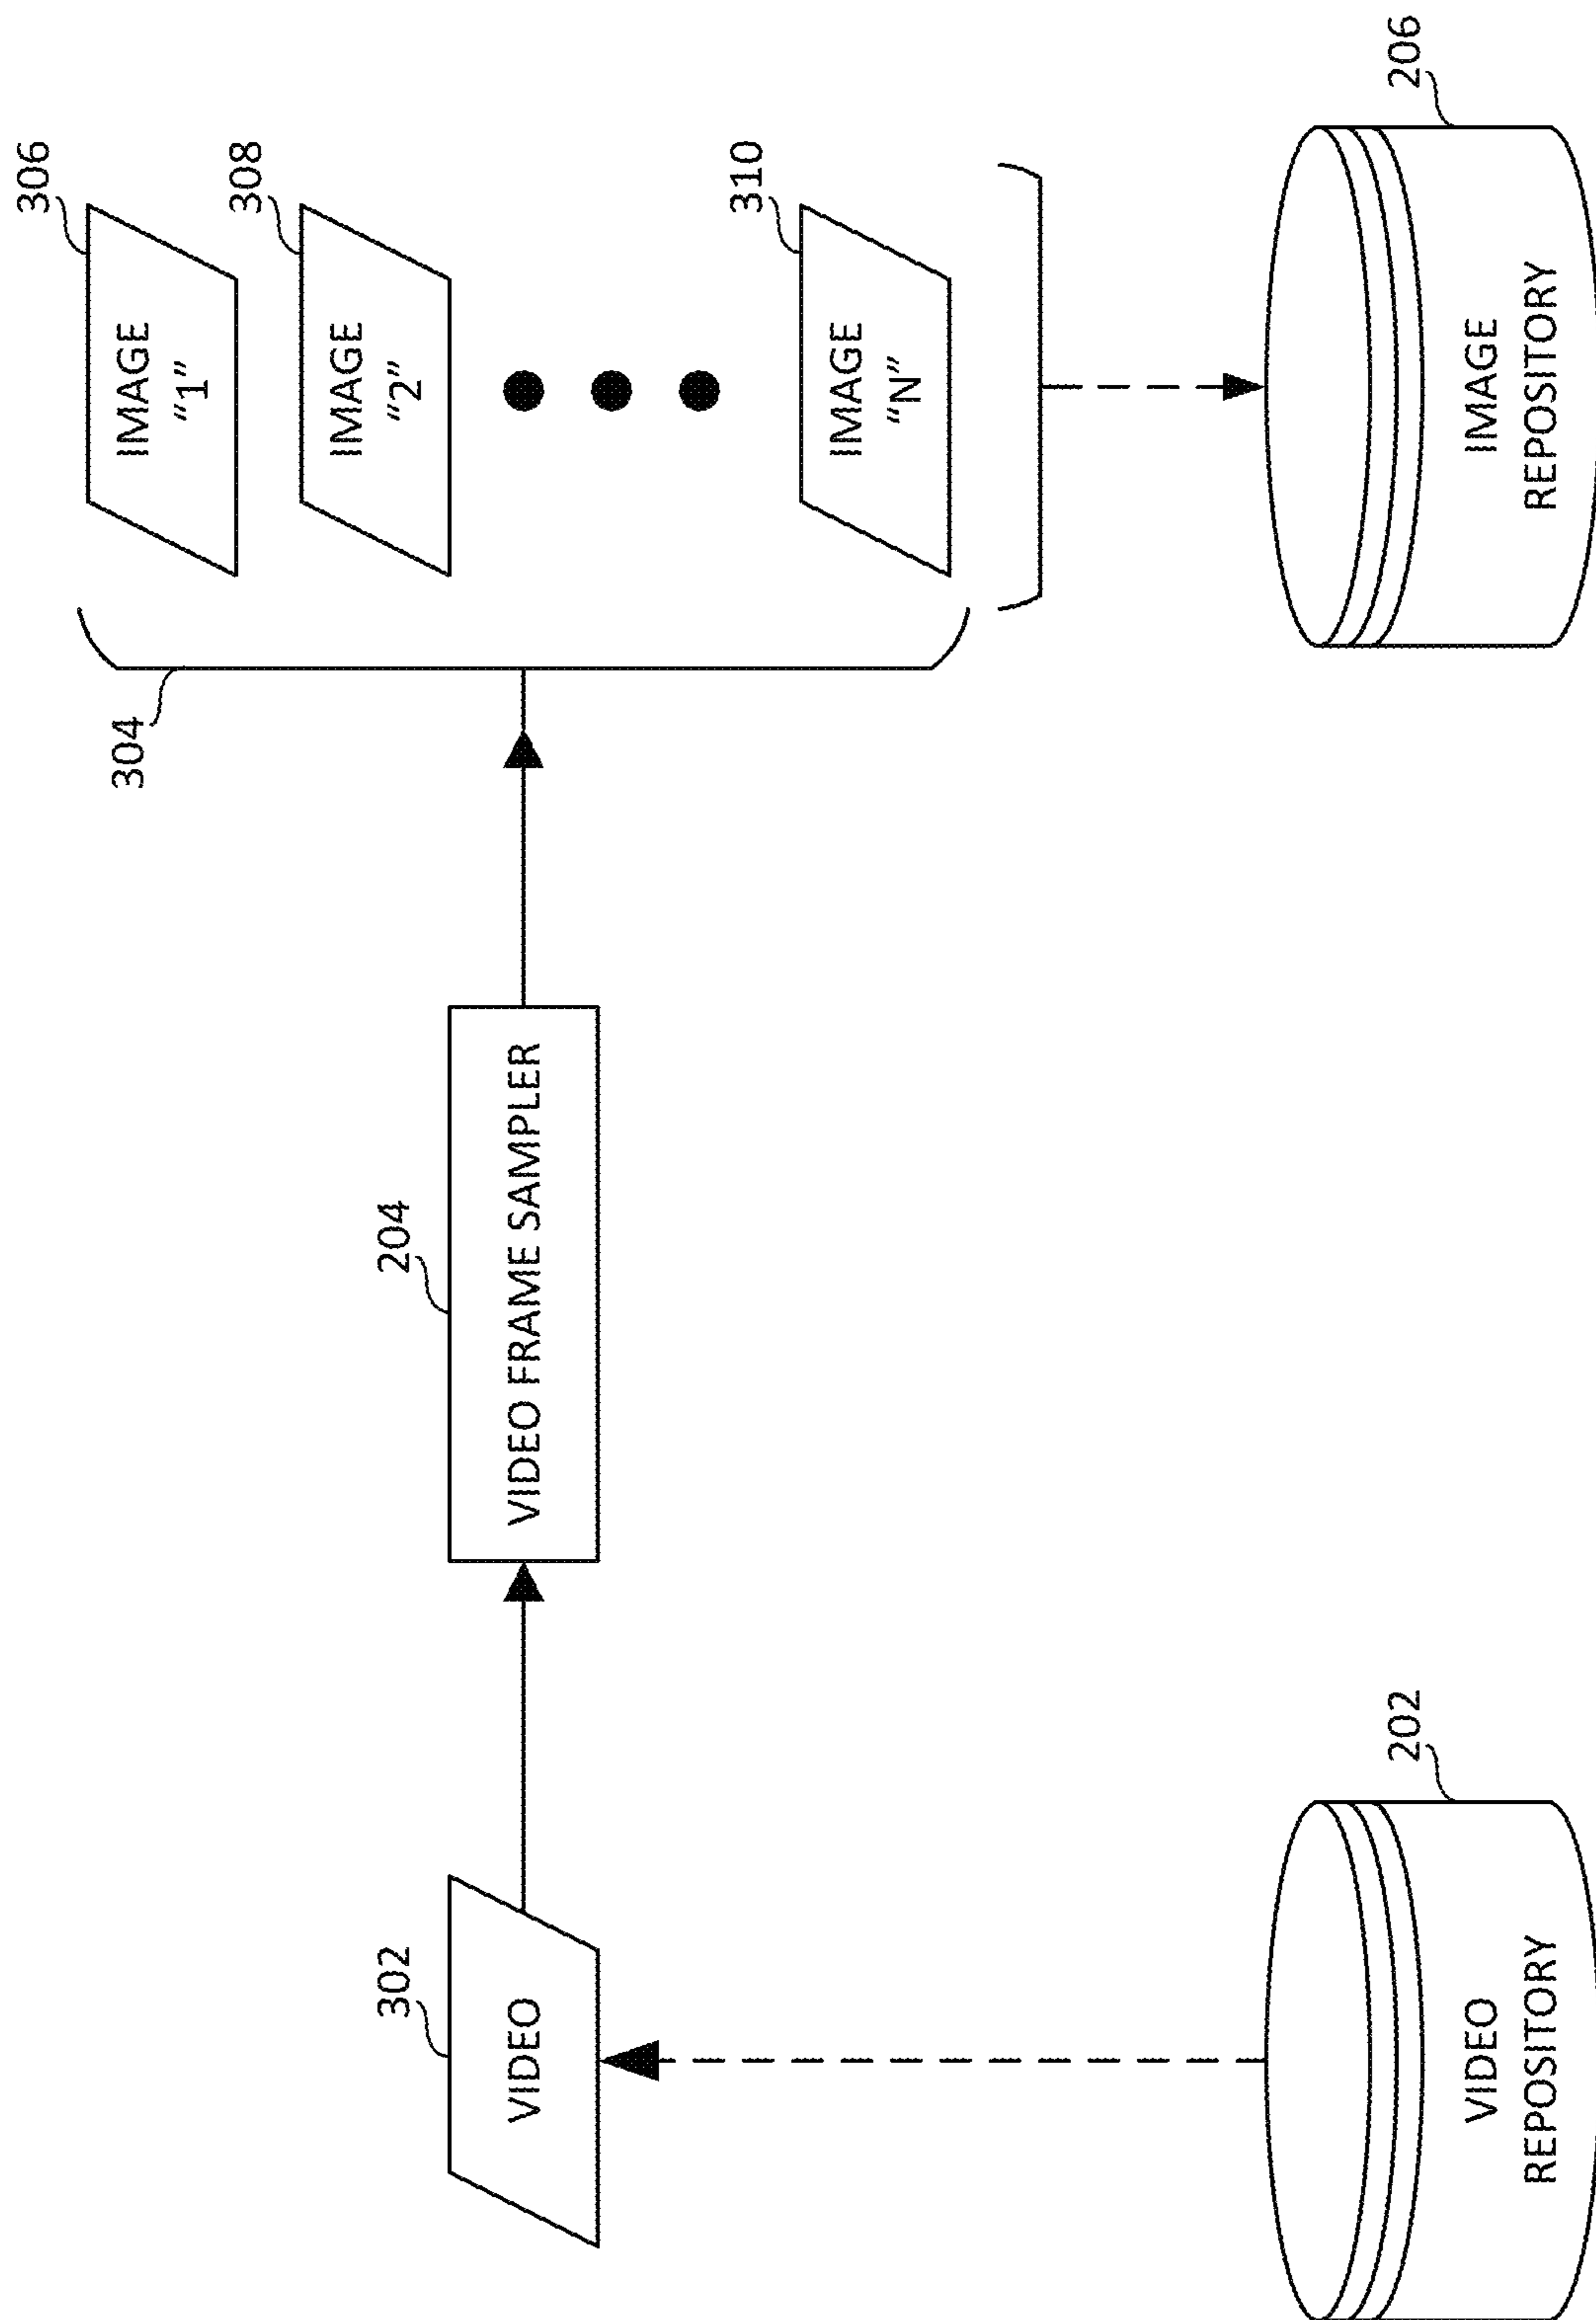 306
IMAGE
"1"
308
IMAGE
"2"
304
310
IMAGE
"N"
204
VIDEO FRAME SAMPLER
302
VIDEO
202
VIDEO
REPOSITORY
206
IMAGE
REPOSITORY